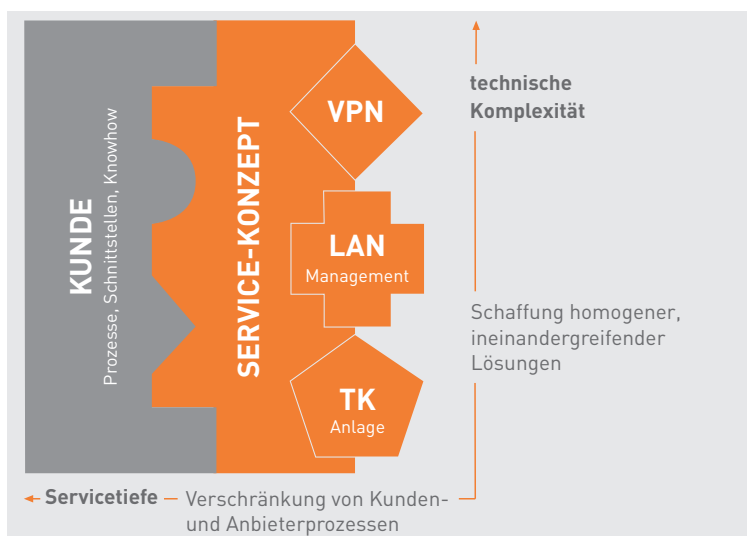 KUNDE
Prozesse, Schnittstellen, Knowhow
SERVICE-KONZEPT
VPN
LAN
Management
TK
Anlage
technische
Komplexität
Schaffung homogener,
ineinandergreifender
Lösungen
Servicetiefe
Verschränkung von Kunden-
und Anbieterprozessen